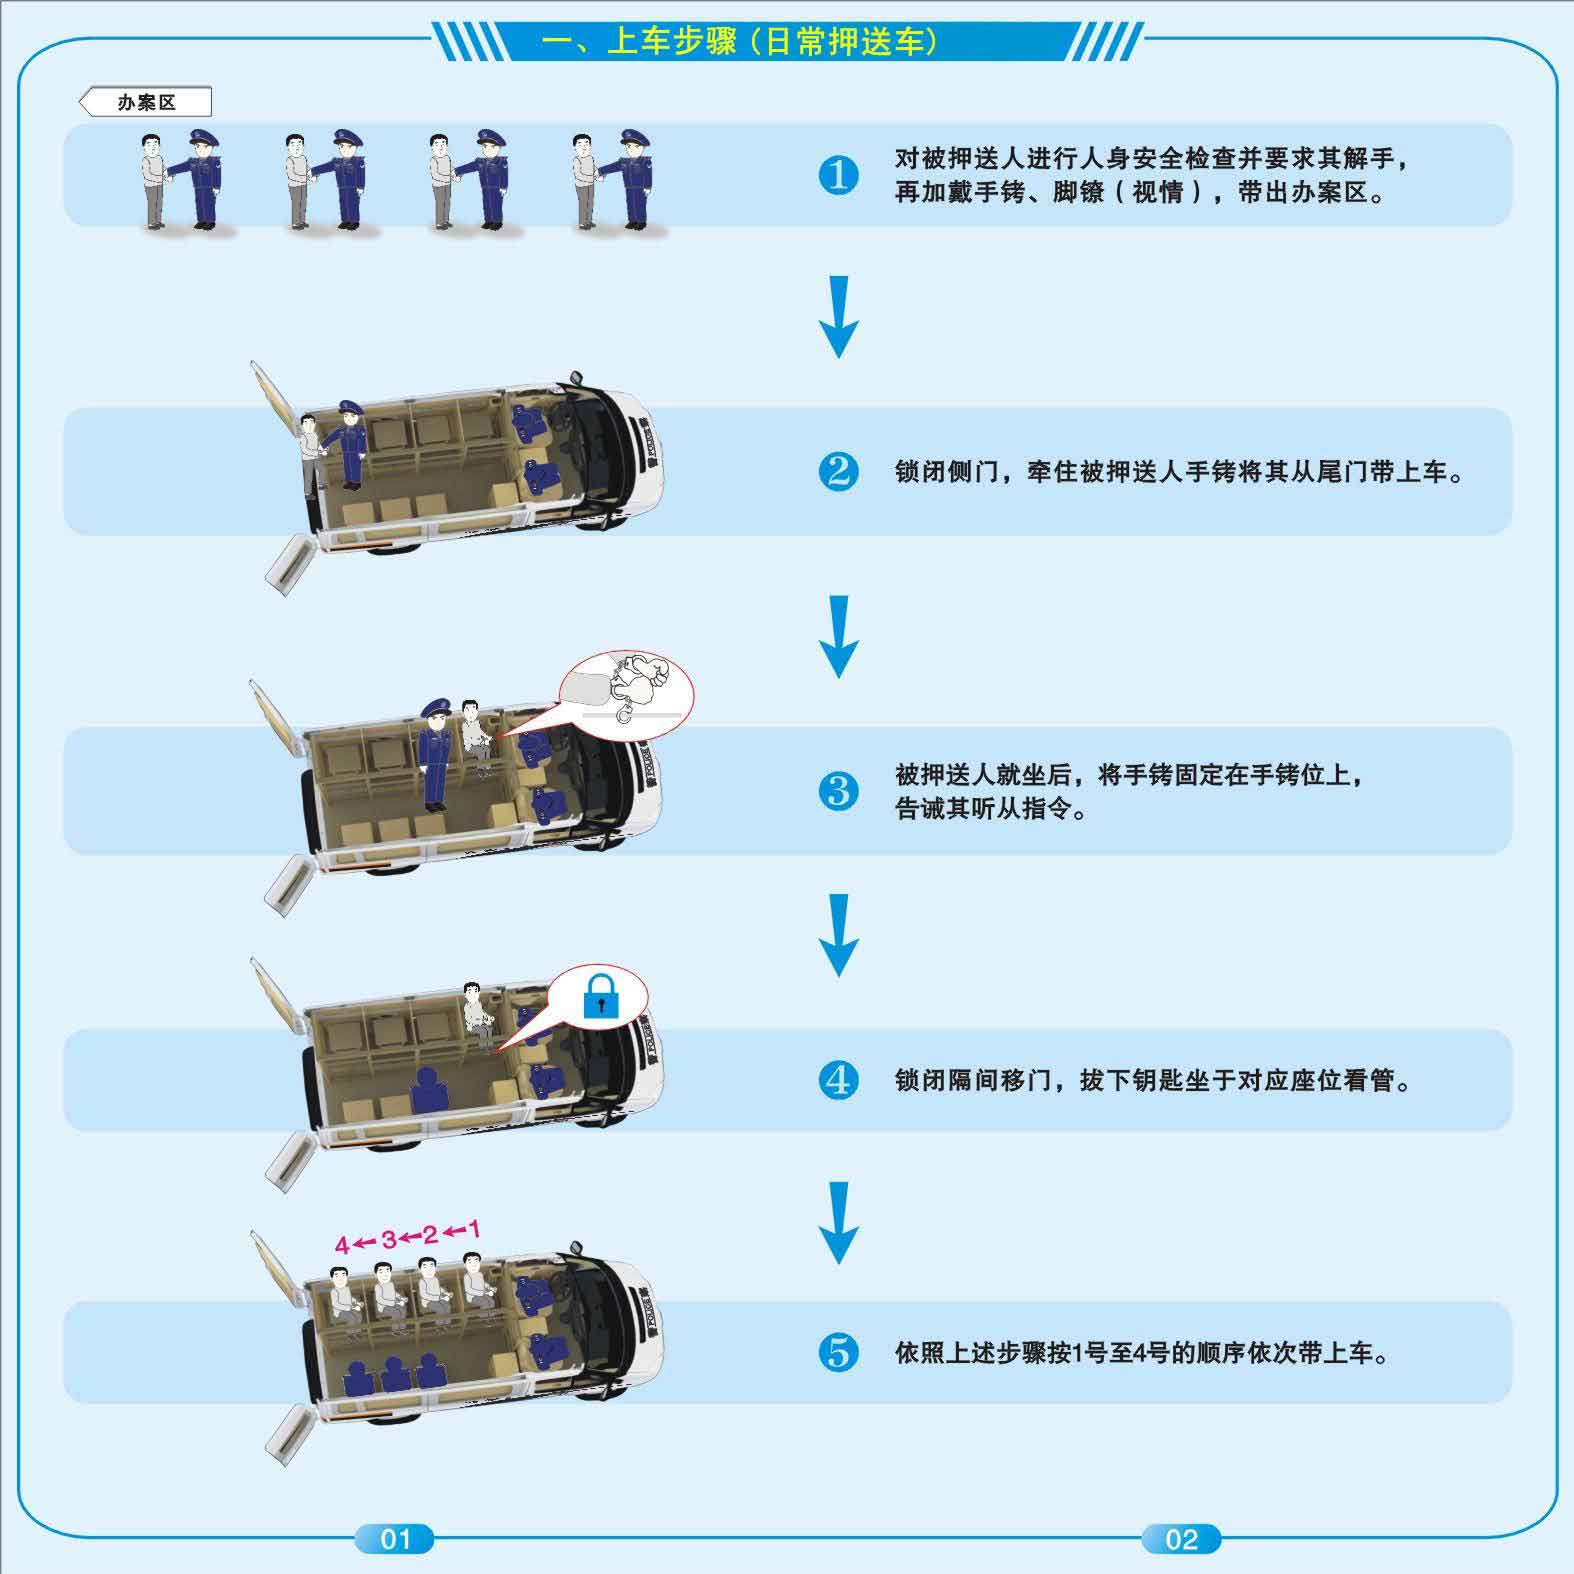 一、上车步骤（日常押送车）
办案区
1
对被押送人进行人身安全检查并要求其解手，
再加戴手铐、脚镣（视情），带出办案区。
POLICE 警
2
锁闭侧门，牵住被押送人手铐将其从尾门带上车。
POLICE 警
3
被押送人就坐后，将手铐固定在手铐位上，
告诫其听从指令。
POLICE 警
4
锁闭隔间移门，拔下钥匙坐于对应座位看管。
4←3←2←1
POLICE 警
5
依照上述步骤按1号至4号的顺序依次带上车。
01
02